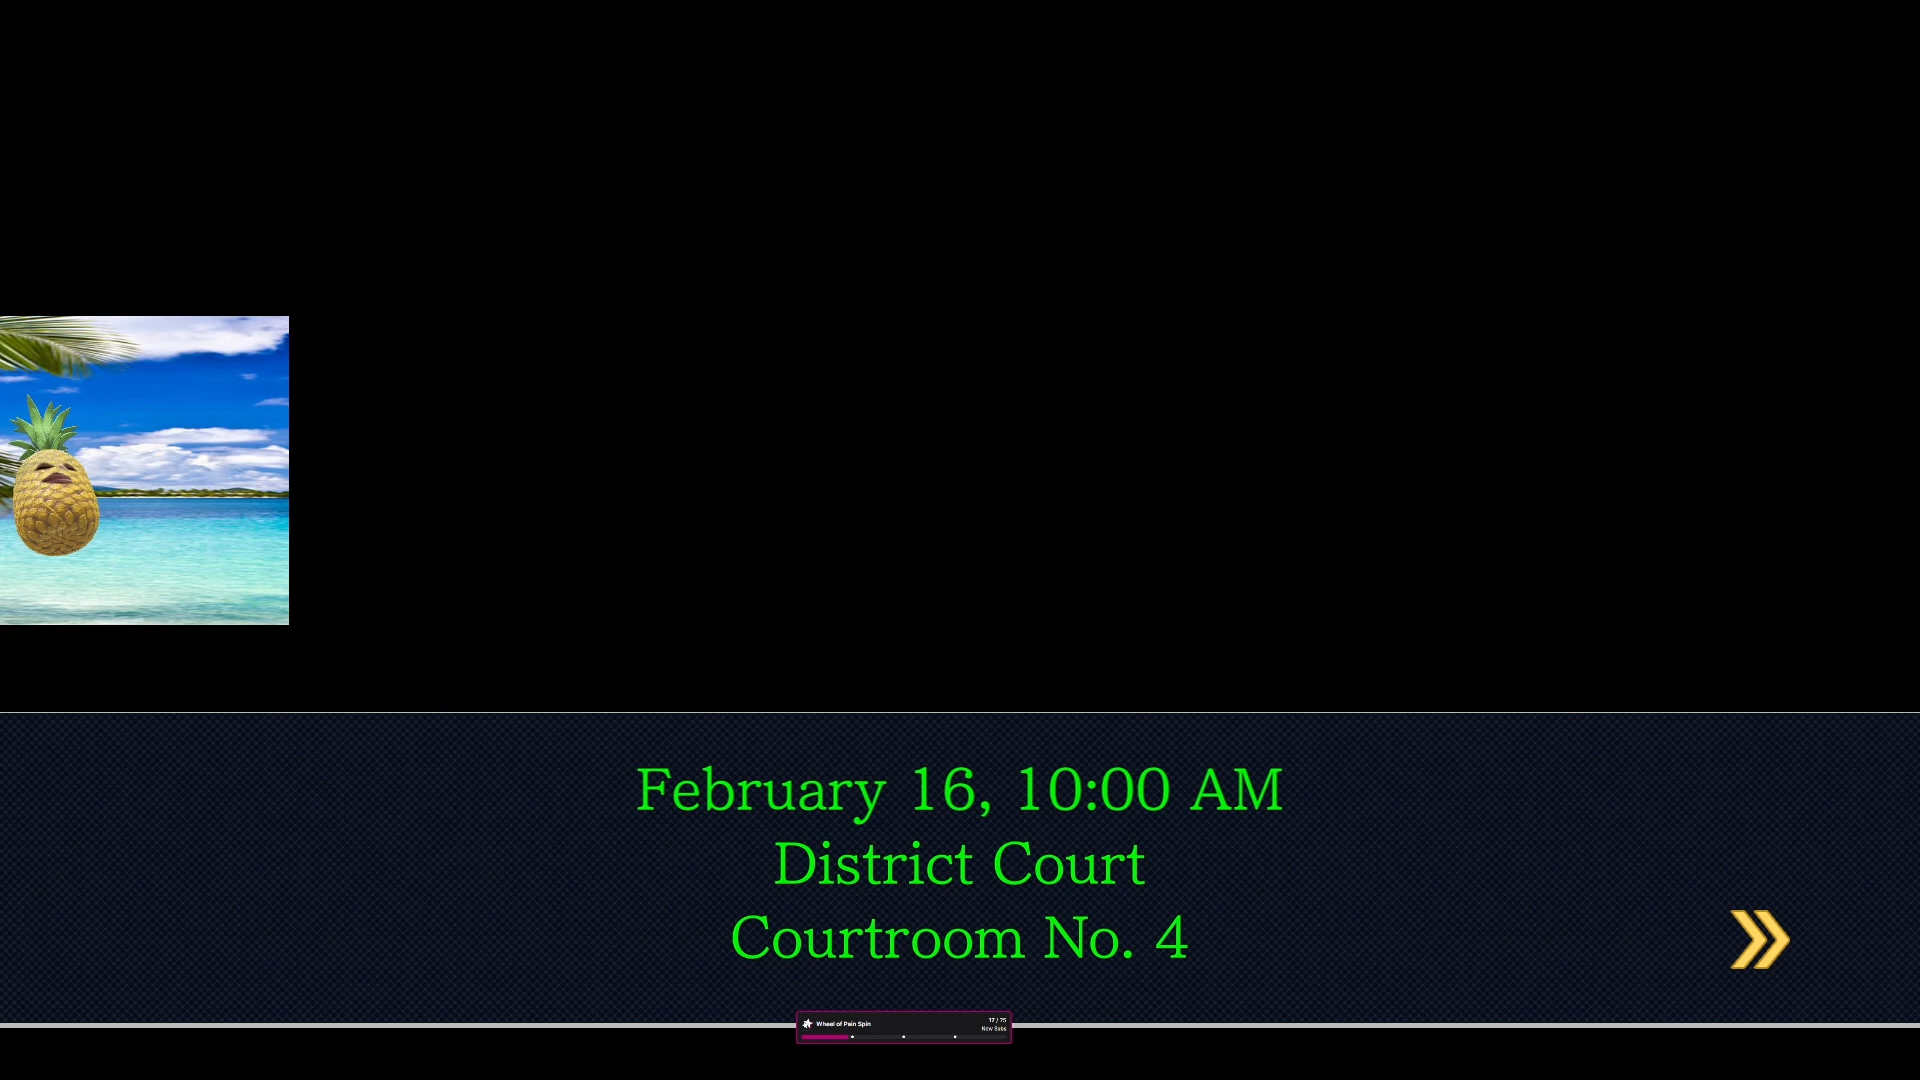 February 16, 10:00 AM
District Court
Courtroom No. 4
Wheel of Pain Spin
17 / 75
New Subs